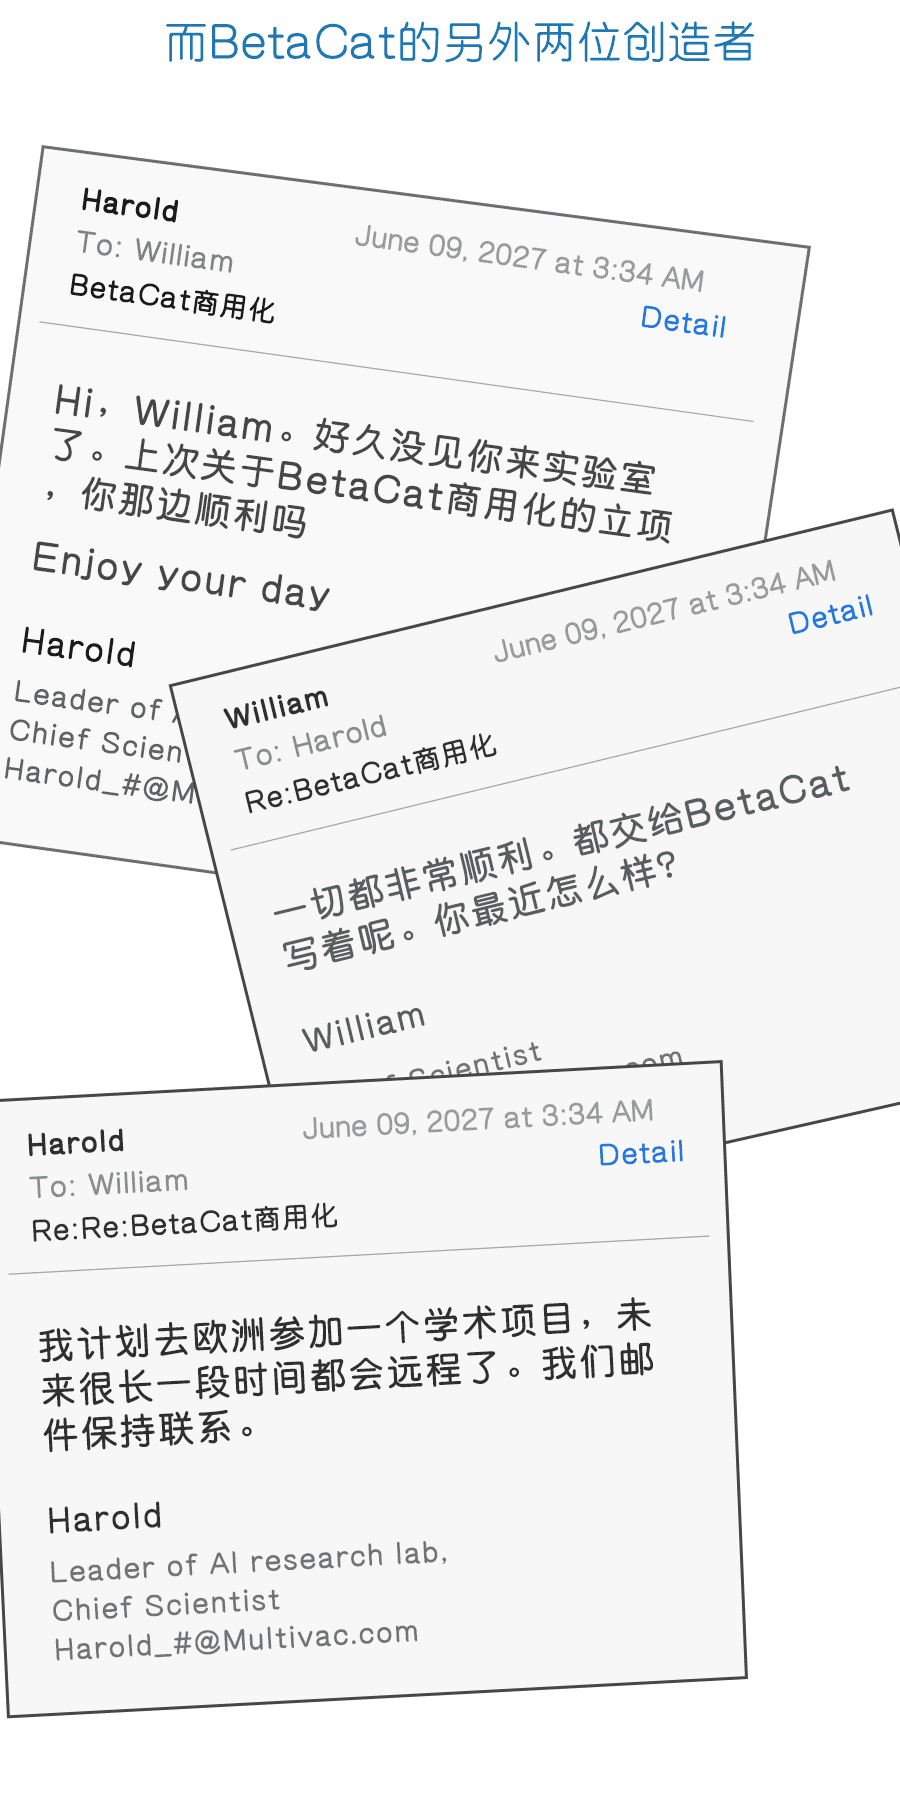 而BetaCat的另外两位创造者
Harold
June 09, 2027 at 3:34 AM
To: William
Detail
BetaCat商用化
Hi，William。好久没见你来实验室
了。上次关于BetaCat商用化的立项
，你那边顺利吗
Enjoy your day
Harold
Leader of
Chief Scien
Harold_#@M
William
June 09, 2027 at 3:34 AM
To: Harold
Detail
Re:BetaCat商用化
一切都非常顺利。都交给BetaCat
写着呢。你最近怎么样？
William
Scientist
Harold
June 09, 2027 at 3:34 AM
To: William
Detail
Re:Re:BetaCat商用化
我计划去欧洲参加一个学术项目，未
来很长一段时间都会远程了。我们邮
件保持联系。
Harold
Leader of AI research lab,
Chief Scientist
Harold_#@Multivac.com